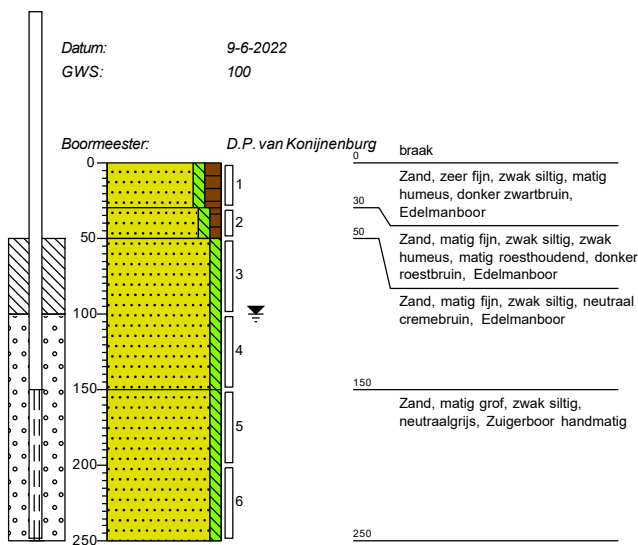 Datum: 9-6-2022
GWS: 100
Boormeester: D.P. van Konijnenburg
0
50
100
150
200
250
1
2
3
4
5
6
0 braak
Zand, zeer fijn, zwak siltig, matig
humeus, donker zwartbruin,
Edelmanboor
30
50
Zand, matig fijn, zwak siltig, zwak
humeus, matig roesthoudend, donker
roestbruin, Edelmanboor
Zand, matig fijn, zwak siltig, neutraal
cremebruin, Edelmanboor
150
Zand, matig grof, zwak siltig,
neutraalgrijs, Zuigerboor handmatig
250